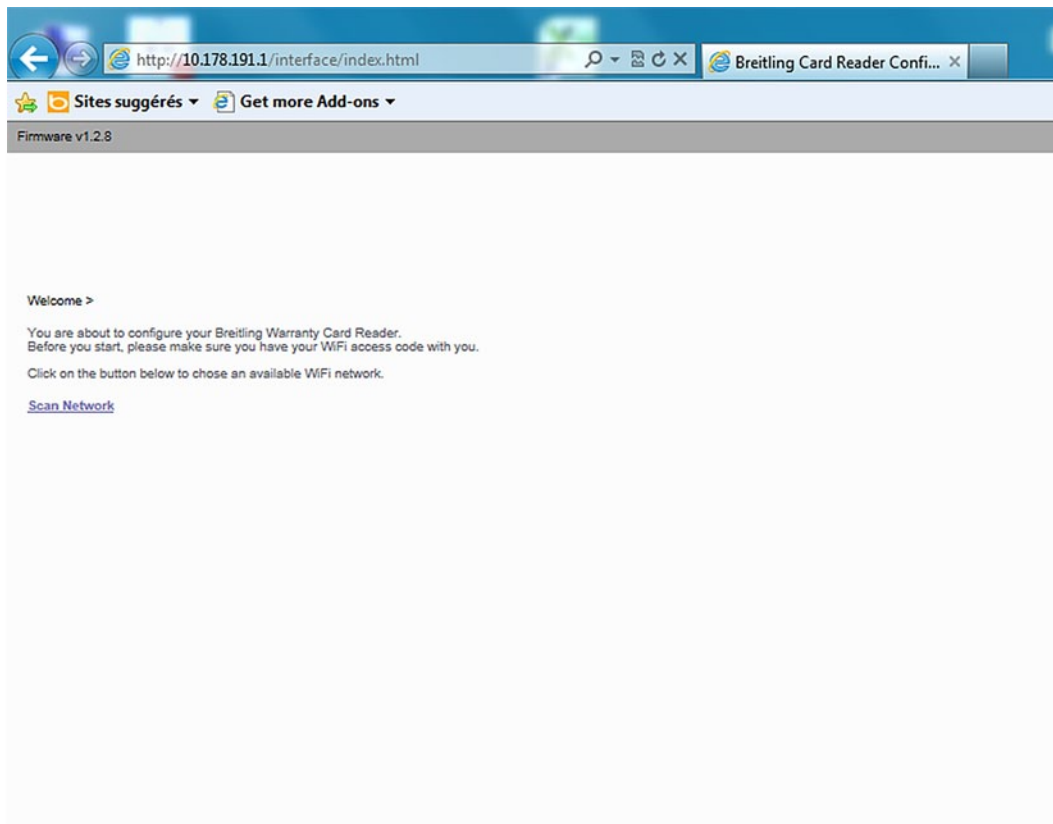 http://10.178.191.1/interface/index.html
Breitling Card Reader Confi...
Sites suggérés
Get more Add-ons
Firmware v1.2.8
Welcome >
You are about to configure your Breitling Warranty Card Reader.
Before you start, please make sure you have your WiFi access code with you.
Click on the button below to chose an available WiFi network.
Scan Network